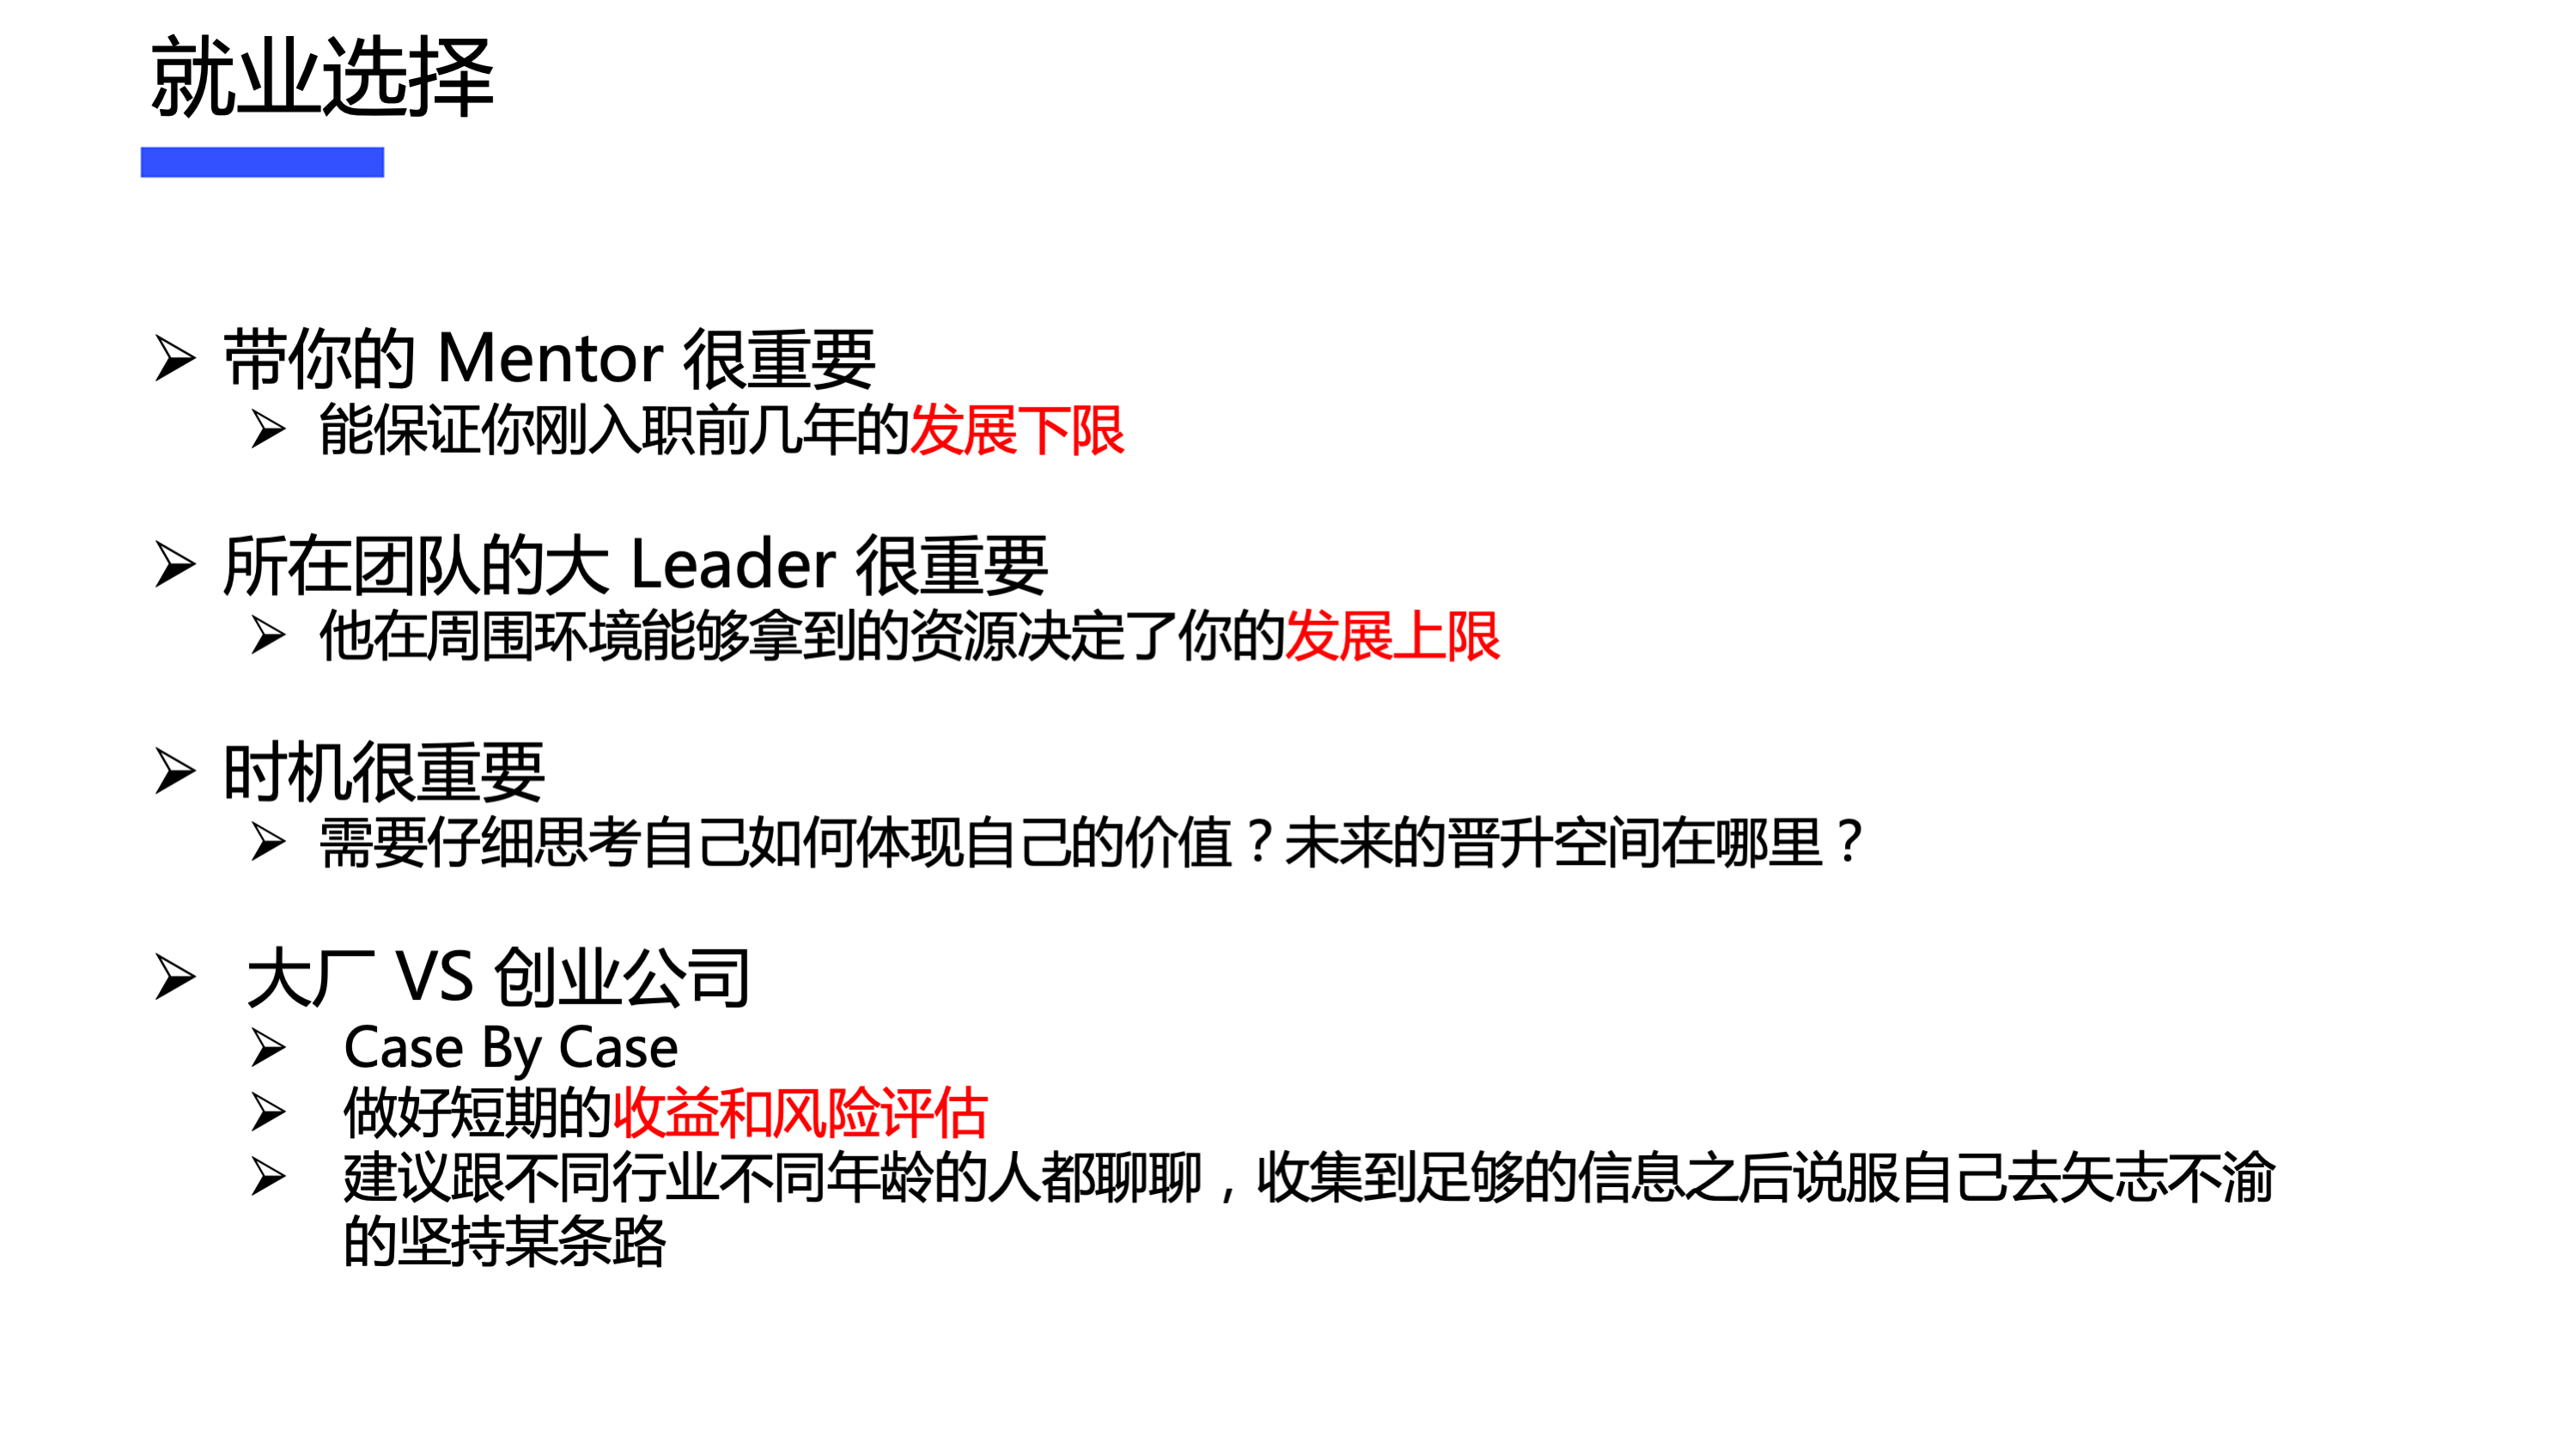 就业选择
带你的 Mentor 很重要
能保证你刚入职前几年的发展下限
所在团队的大 Leader 很重要
他在周围环境能够拿到的资源决定了你的发展上限
时机很重要
需要仔细思考自己如何体现自己的价值？未来的晋升空间在哪里？
大厂 VS 创业公司
Case By Case
做好短期的收益和风险评估
建议跟不同行业不同年龄的人都聊聊，收集到足够的信息之后说服自己去矢志不渝
的坚持某条路